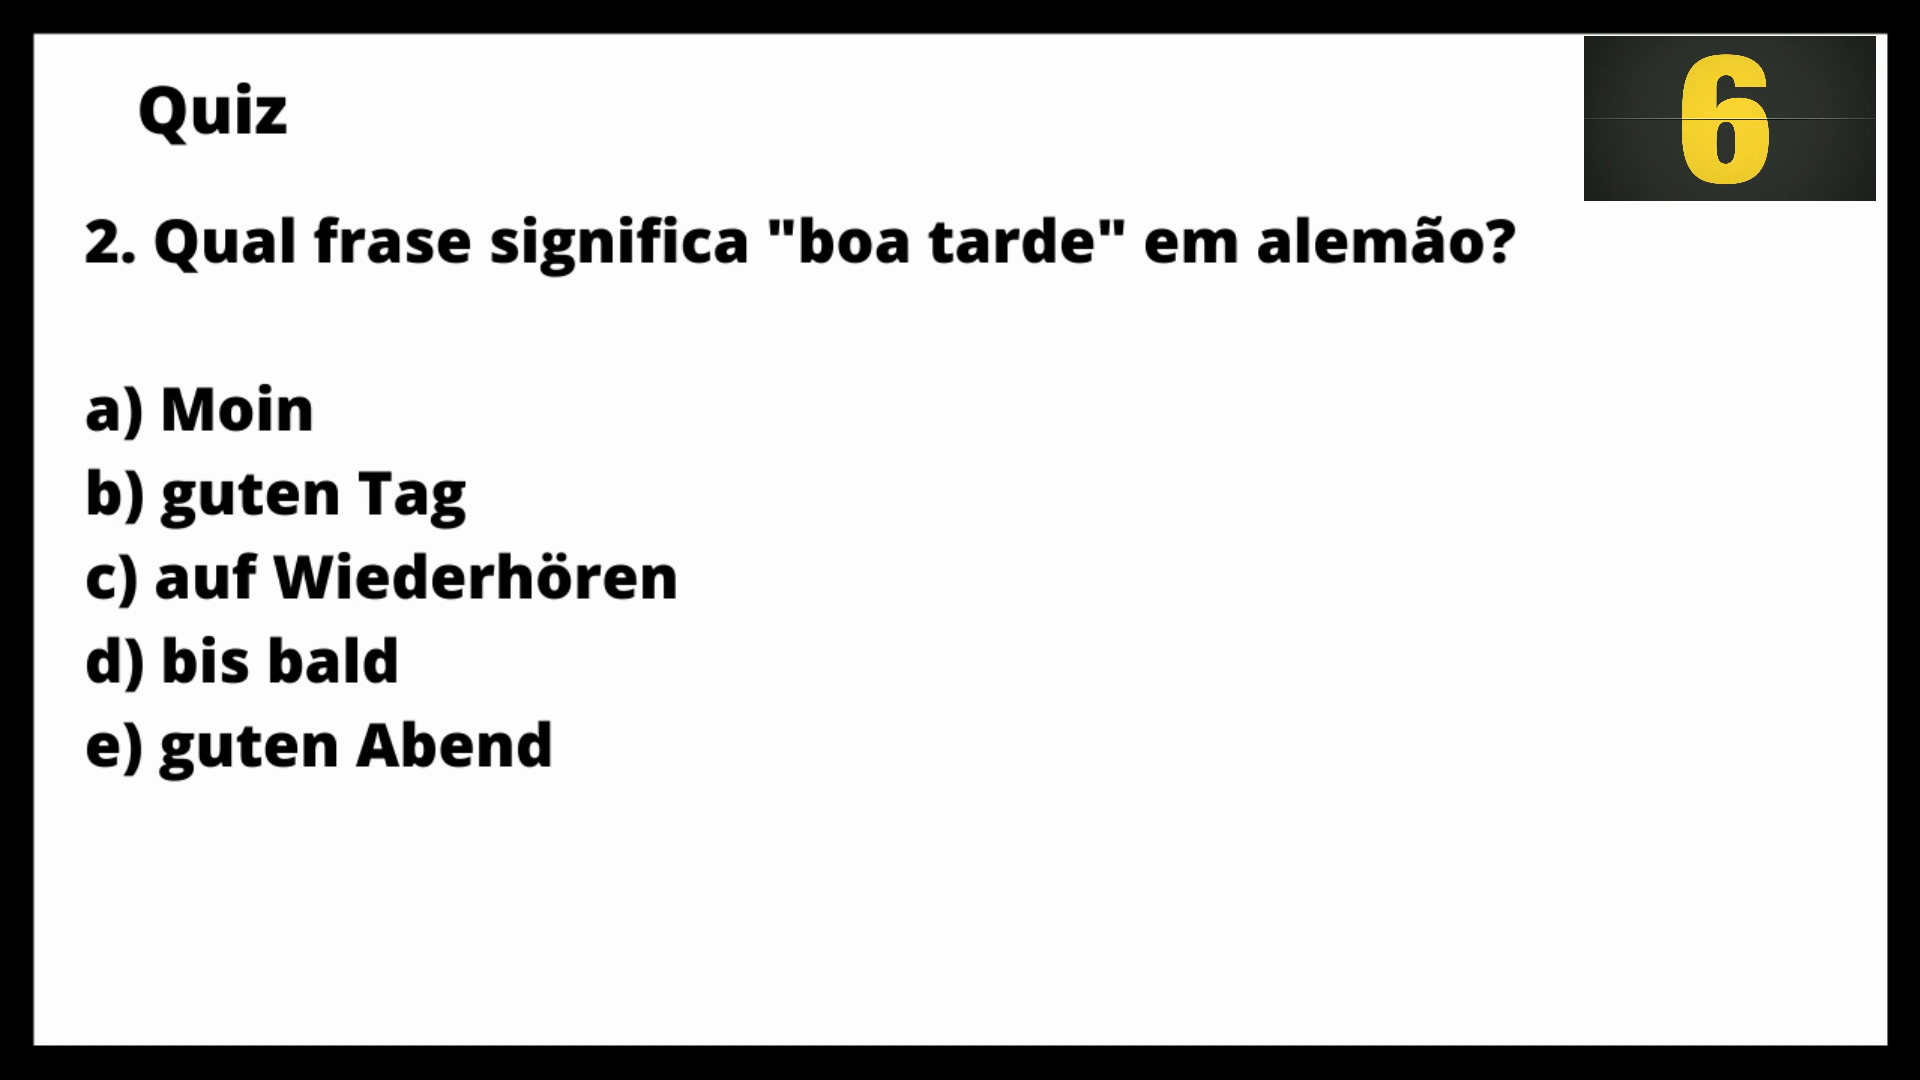 Quiz
6
2. Qual frase significa "boa tarde" em alemão?
a) Moin
b) guten Tag
c) auf Wiederhören
d) bis bald
e) guten Abend